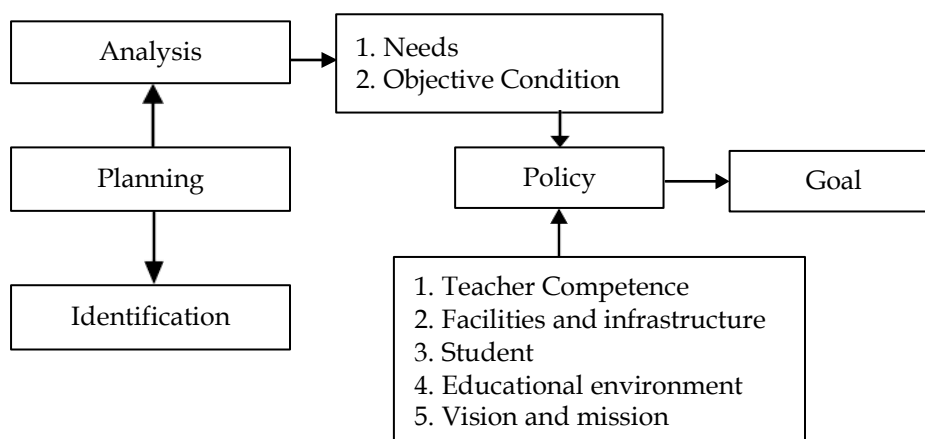 Analysis
1. Needs
2. Objective Condition
Planning
Policy
Goal
Identification
1. Teacher Competence
2. Facilities and infrastructure
3. Student
4. Educational environment
5. Vision and mission